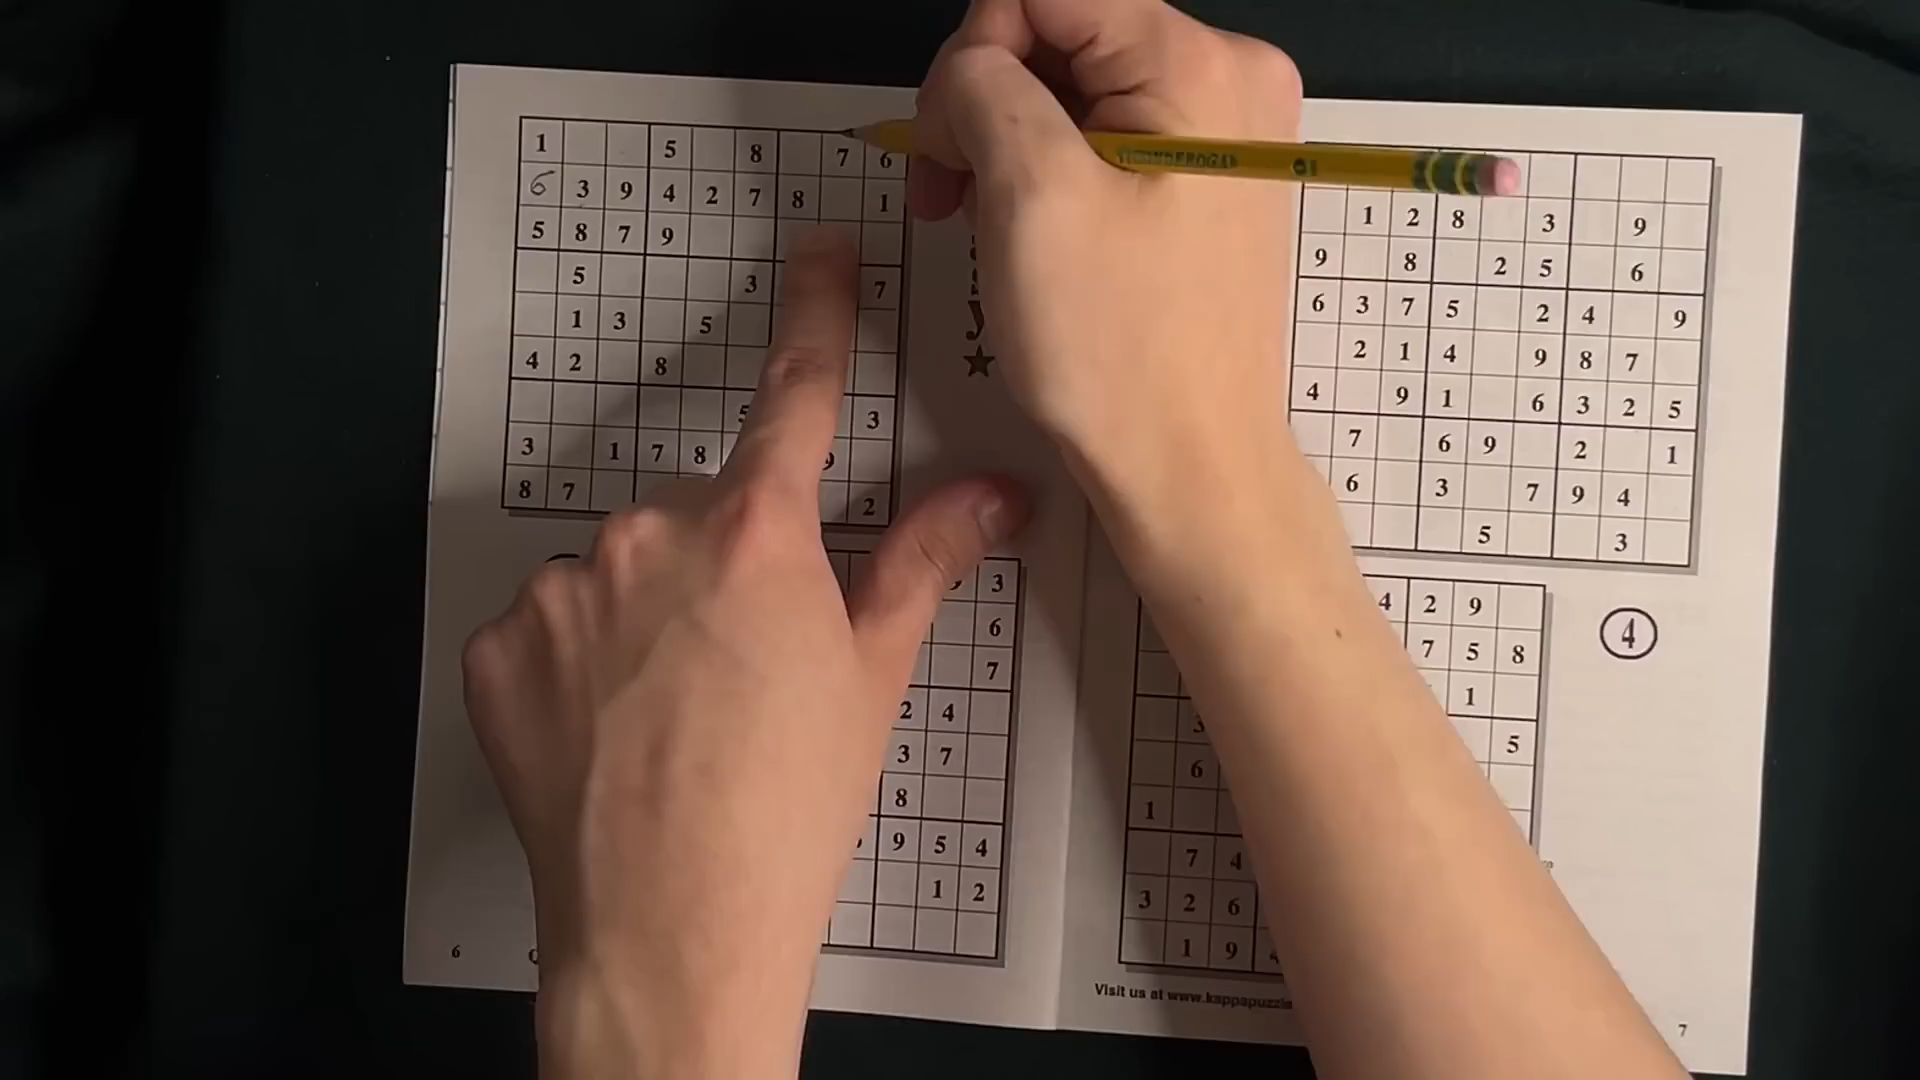 1 5 8 7 6
6 3 9 4 2 7 8 1
5 8 7 9
5 3 7
1 3 5
4 2 8
5 3
3 1 7 8 9
8 7 2
y
1 2 8 3 9
9 8 2 5 6
6 3 7 5 2 4 9
2 1 4 9 8 7
4 9 1 6 3 2 5
7 6 9 2 1
6 3 7 9 4
5 3
TICONDEROGA
9 3
6
7
2 4
3 7
8
9 5 4
1 2
4 2 9
7 5 8
1
3 5
6
1
7 4
3 2 6
1 9 4
4
6
Visit us at www.kappapuzzle
7